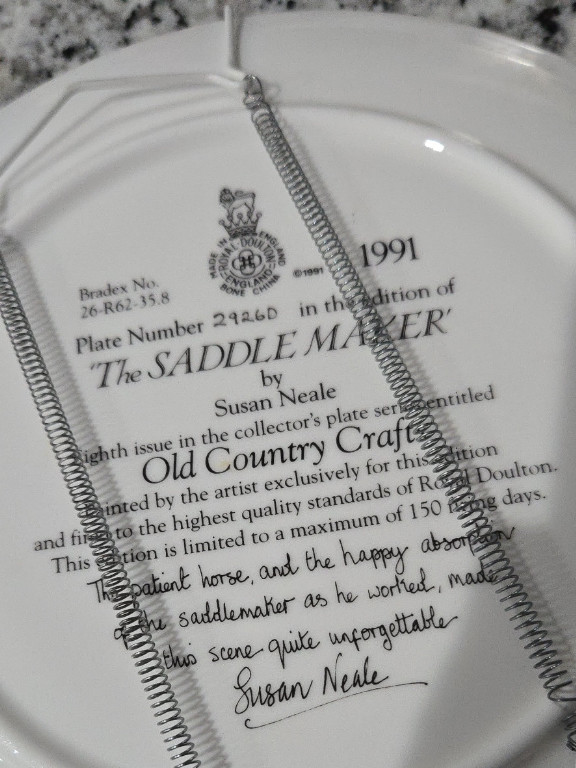 MADE IN ENGLAND
ROYAL DOULTON
ENGLAND
BONE CHINA
©1991
1991
Bradex No.
26-R62-35.8
Plate Number 2926D in the edition of
'The SADDLE MAKER'
by
Susan Neale
Eighth issue in the collector's plate series entitled
Old Country Crafts
Painted by the artist exclusively for this edition
and fired to the highest quality standards of Royal Doulton.
This edition is limited to a maximum of 150 firing days.
The patient horse, and the happy absorption
of the saddlemaker as he worked, made
this scene quite unforgettable
Susan Neale